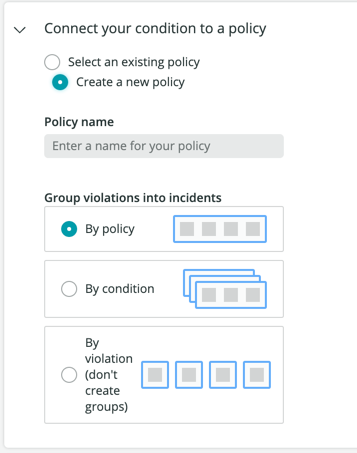 Connect your condition to a policy
Select an existing policy
Create a new policy
Policy name
Enter a name for your policy
Group violations into incidents
By policy
By condition
By
violation
(don't
create
groups)